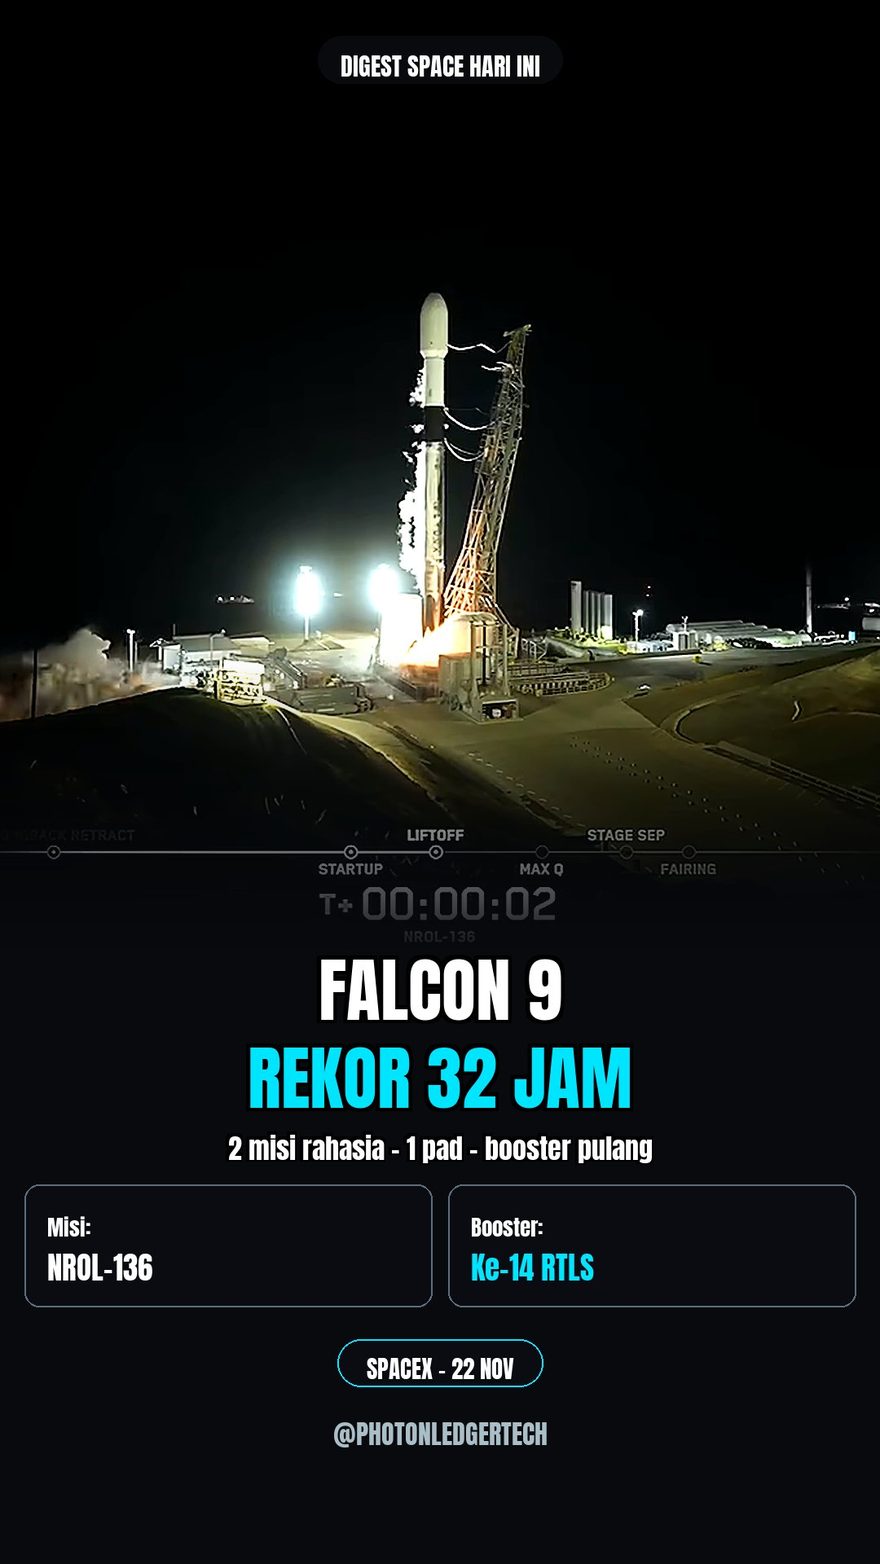 DIGEST SPACE HARI INI
LIFTOFF
STAGE SEP
STARTUP
MAX Q
FAIRING
T+ 00:00:02
NROL-136
FALCON 9
REKOR 32 JAM
2 misi rahasia - 1 pad - booster pulang
Misi:
NROL-136
Booster:
Ke-14 RTLS
SPACEX - 22 NOV
@PHOTONLEDGERTECH